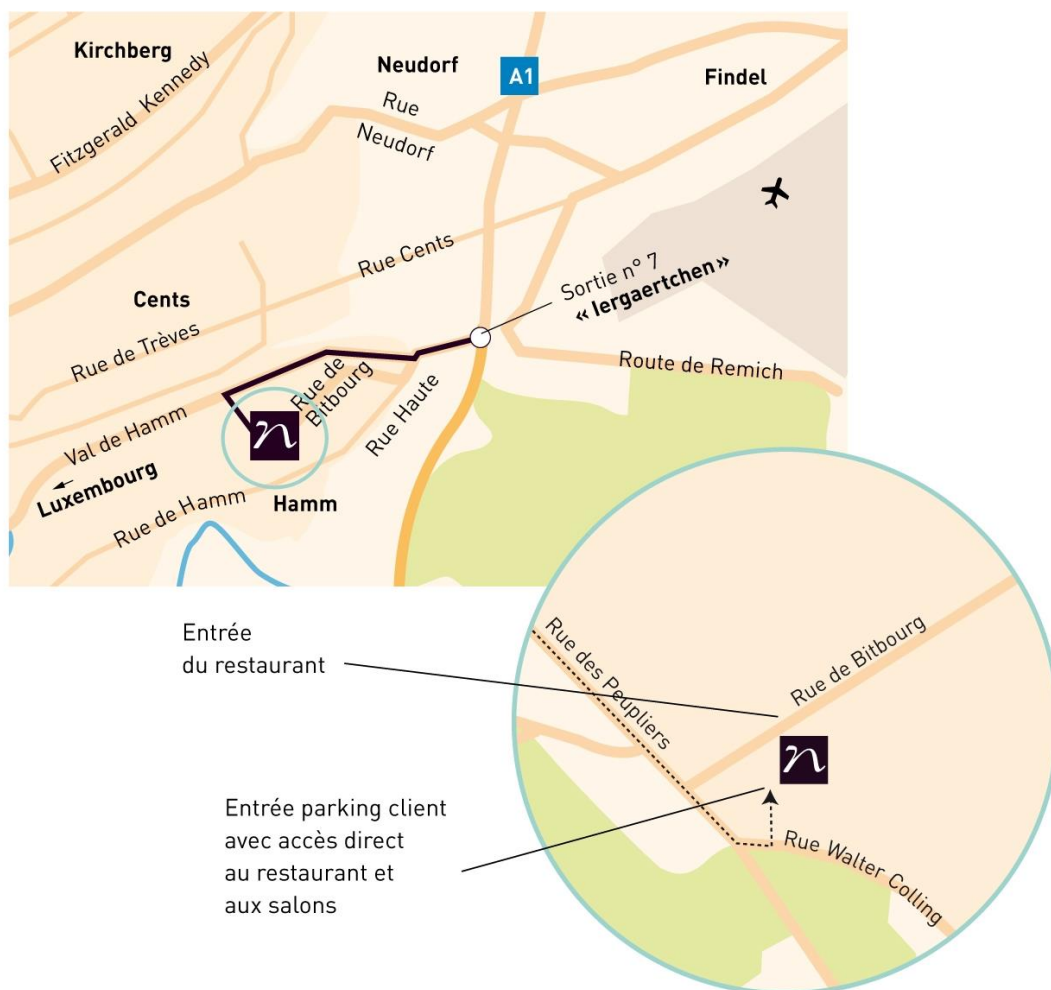 Kirchberg
Neudorf
A1
Findel
Fitzgerald Kennedy
Rue
Neudorf
Rue Cents
Sortie n° 7
« Iergaertchen »
Cents
Rue de Trèves
Route de Remich
Rue de
Bitbourg
Rue Haute
Val de Hamm
n
Luxembourg
Rue de Hamm
Hamm
Entrée
du restaurant
Rue des Peupliers
Rue de Bitbourg
n
Entrée parking client
avec accès direct
au restaurant et
aux salons
Rue Walter Colling